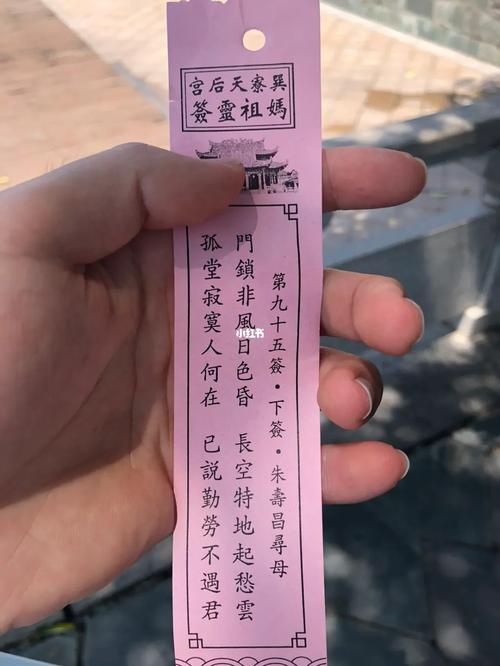 巽寮天后宫
媽祖靈簽
第九十五簽·下簽·朱壽昌尋母
門鎖非風日色昏 長空特地起愁雲
孤堂寂寞人何在 已説勤勞不遇君
小红书